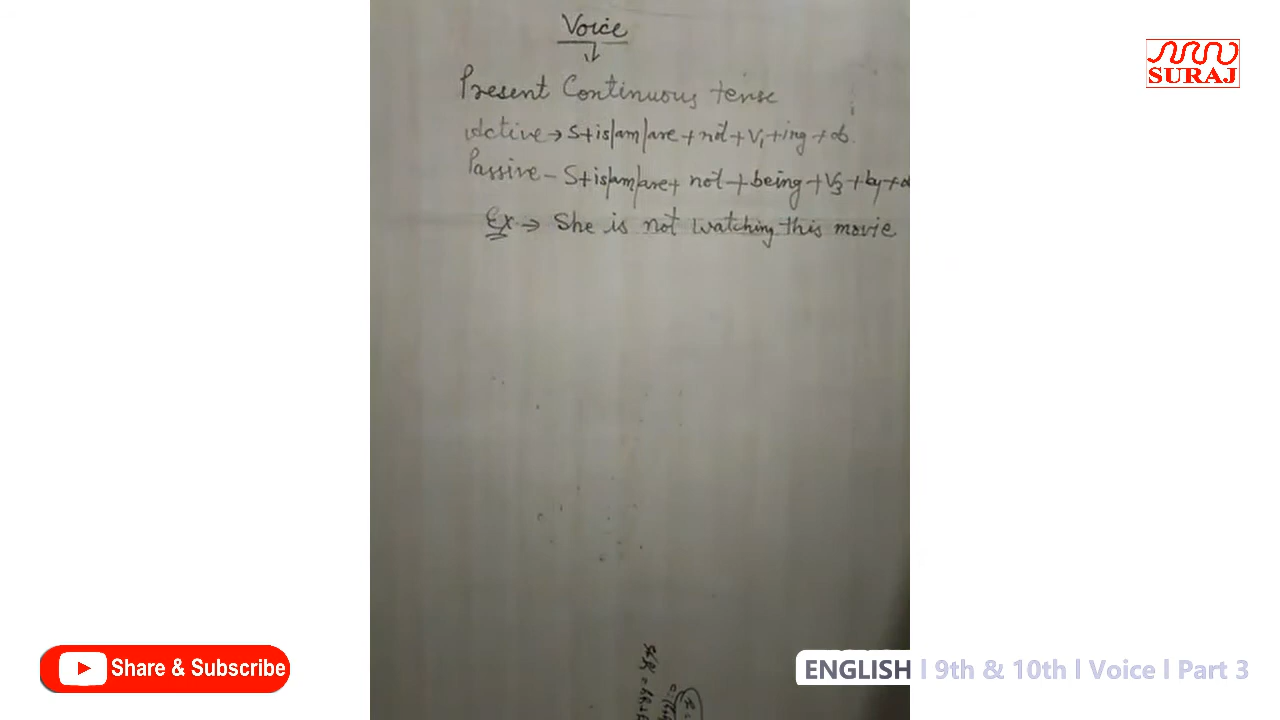 Voice
SURAJ
Present Continuous tense
Active → S+is/am/are + not + V₁ + ing + ob.
Passive - S+is/am/are + not + being + V₃ + by + o
Ex. → She is not watching this movie
Share & Subscribe
ENGLISH l 9th & 10th l Voice l Part 3